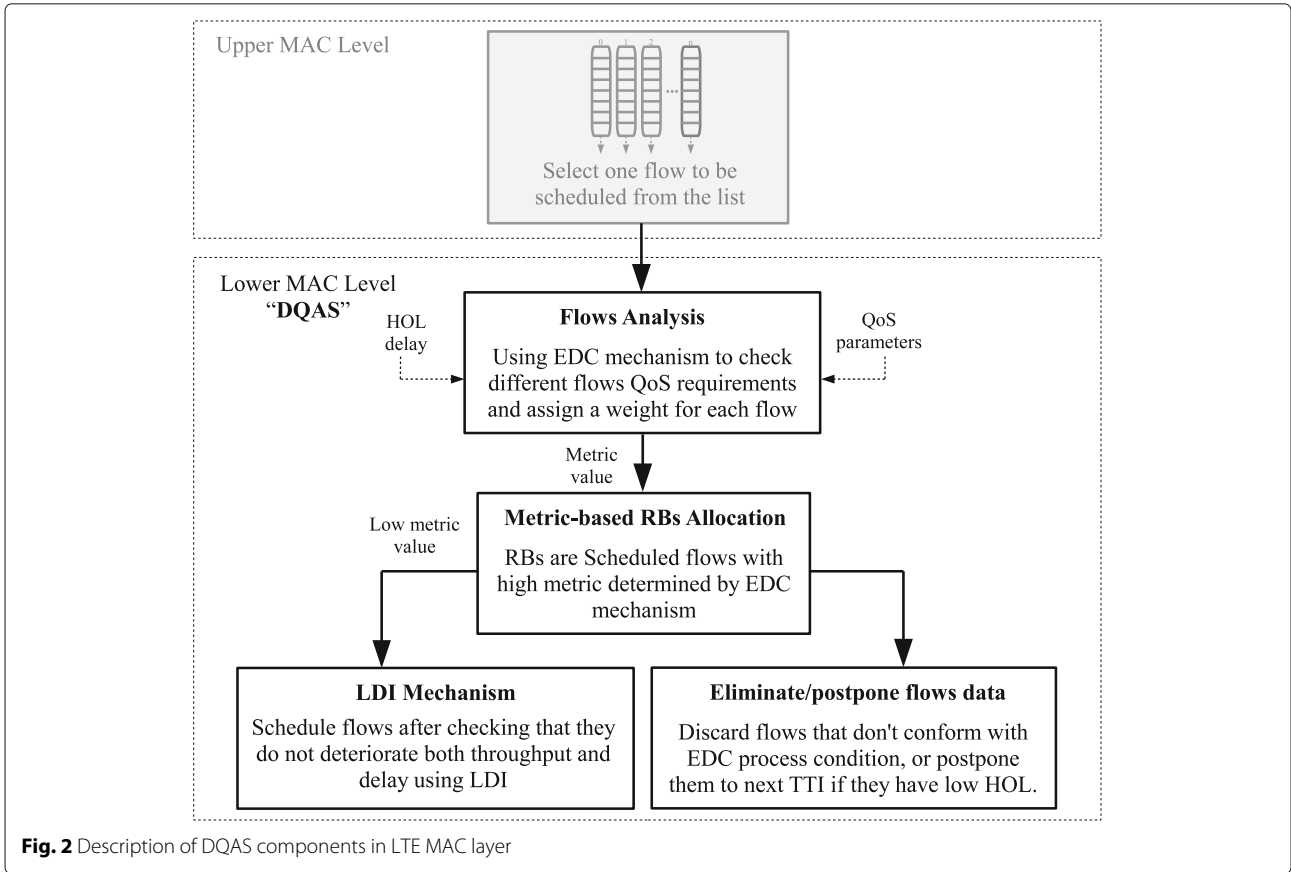 Upper MAC Level
0 1 2 ... n
Select one flow to be
scheduled from the list
Lower MAC Level
“DQAS”
HOL
delay
QoS
parameters
Flows Analysis
Using EDC mechanism to check
different flows QoS requirements
and assign a weight for each flow
Metric
value
Low metric
value
Metric-based RBs Allocation
RBs are Scheduled flows with
high metric determined by EDC
mechanism
LDI Mechanism
Schedule flows after checking that they
do not deteriorate both throughput and
delay using LDI
Eliminate/postpone flows data
Discard flows that don't conform with
EDC process condition, or postpone
them to next TTI if they have low HOL.
Fig. 2 Description of DQAS components in LTE MAC layer